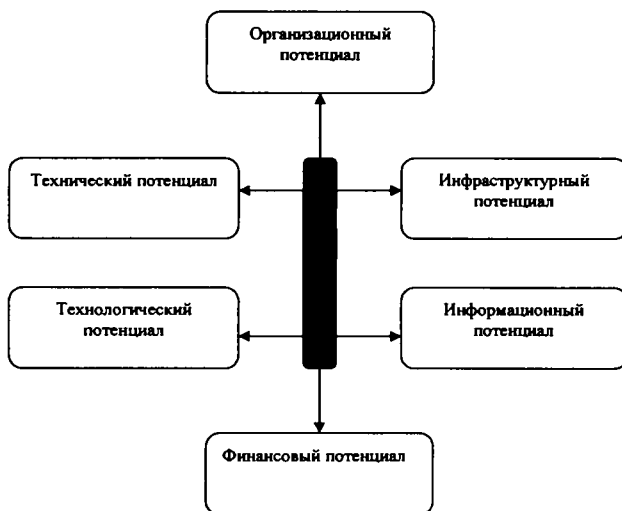 Организационный
потенциал
Технический потенциал
Инфраструктурный
потенциал
Технологический
потенциал
Информационный
потенциал
Финансовый потенциал